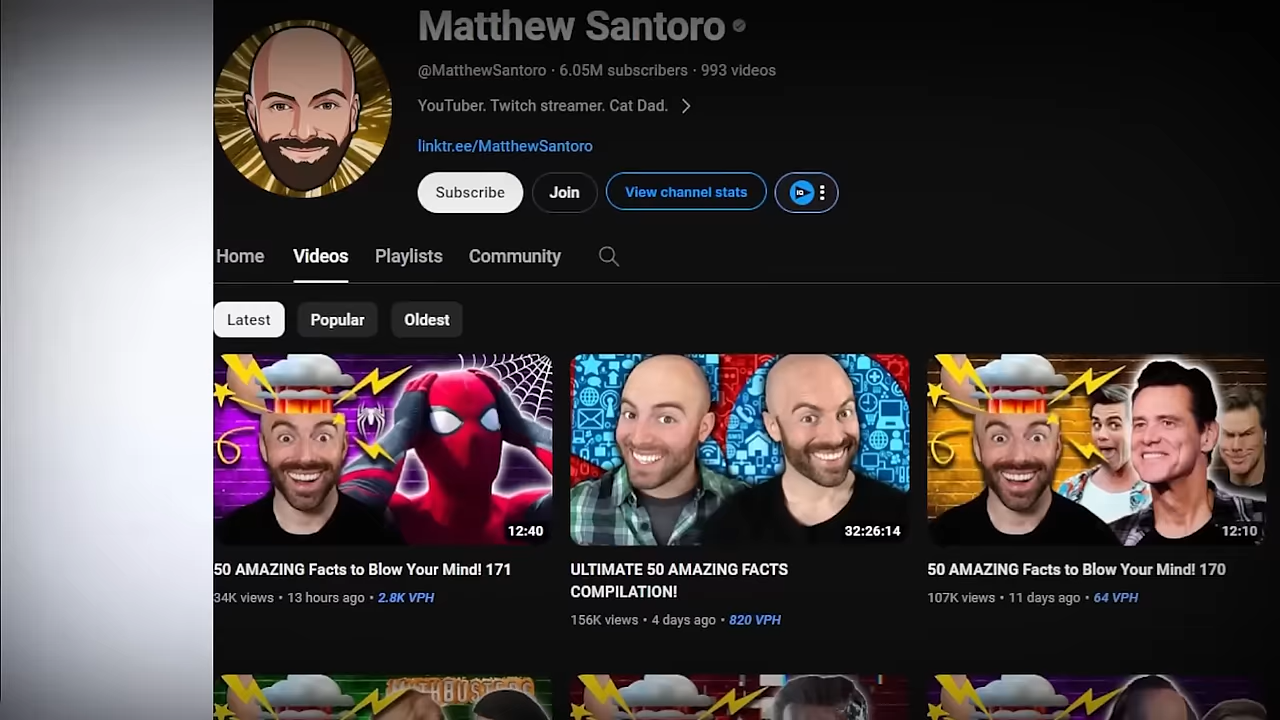 Matthew Santoro
@MatthewSantoro · 6.05M subscribers · 993 videos
YouTuber. Twitch streamer. Cat Dad.
linktr.ee/MatthewSantoro
Subscribe Join View channel stats IQ
Home Videos Playlists Community
Latest Popular Oldest
12:40 32:26:14 12:10
50 AMAZING Facts to Blow Your Mind! 171
34K views • 13 hours ago • 2.8K VPH
ULTIMATE 50 AMAZING FACTS
COMPILATION!
156K views • 4 days ago • 820 VPH
50 AMAZING Facts to Blow Your Mind! 170
107K views • 11 days ago • 64 VPH